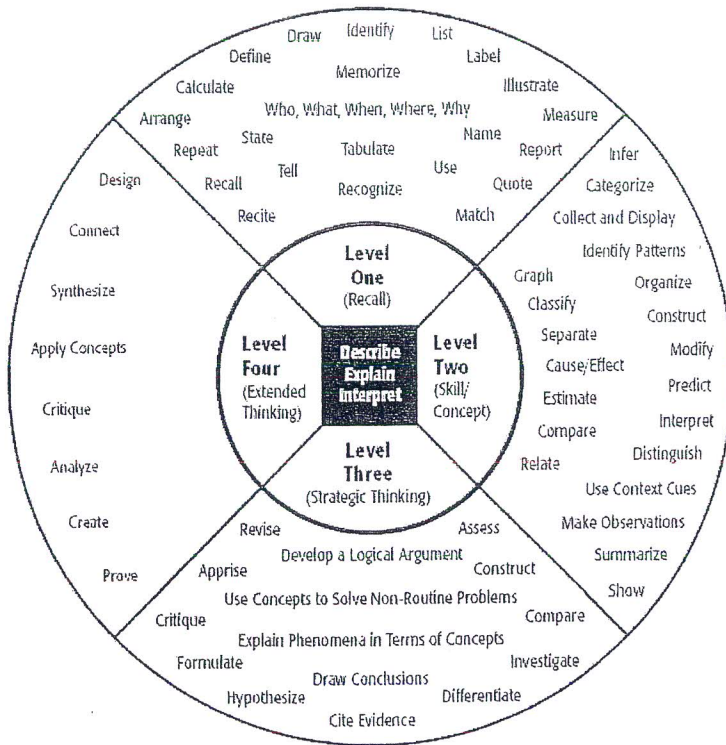 Draw
Identify
List
Define
Label
Memorize
Calculate
Illustrate
Who, What, When, Where, Why
Arrange
Measure
State
Name
Repeat
Tabulate
Report
Tell
Use
Recall
Recognize
Quote
Recite
Match
Level
One
(Recall)
Infer
Categorize
Collect and Display
Identify Patterns
Graph
Organize
Classify
Construct
Separate
Modify
Cause/Effect
Predict
Estimate
Interpret
Compare
Distinguish
Relate
Use Context Cues
Make Observations
Summarize
Show
Level
Two
(Skill/
Concept)
Describe
Explain
Interpret
Level
Four
(Extended
Thinking)
Design
Connect
Synthesize
Apply Concepts
Critique
Analyze
Create
Prove
Level
Three
(Strategic Thinking)
Revise
Assess
Develop a Logical Argument
Apprise
Construct
Use Concepts to Solve Non-Routine Problems
Critique
Compare
Explain Phenomena in Terms of Concepts
Formulate
Investigate
Draw Conclusions
Hypothesize
Differentiate
Cite Evidence